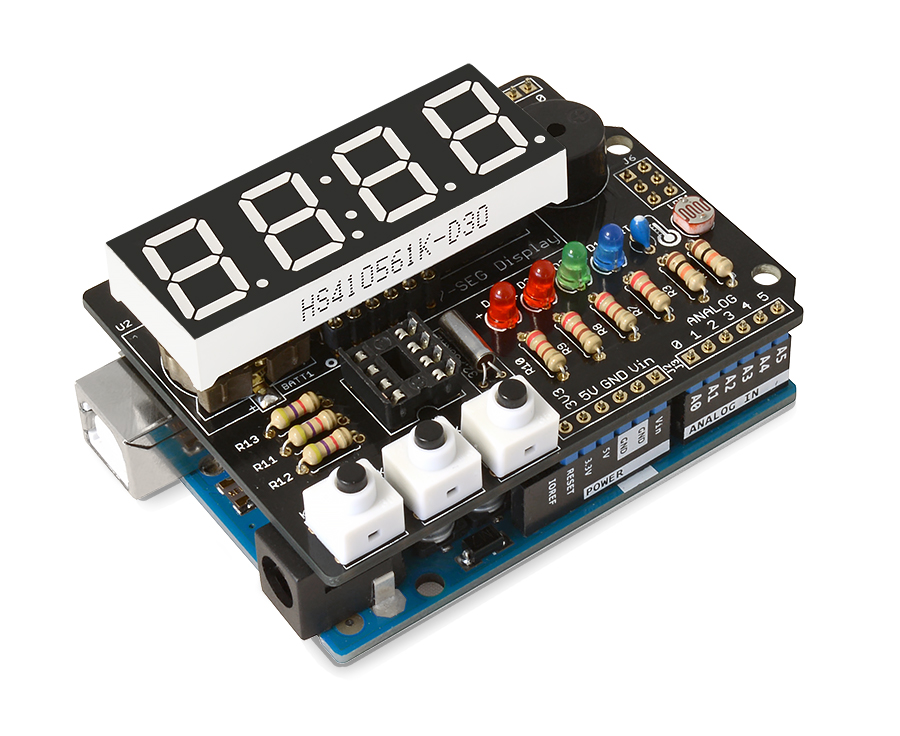 0
J6
HS410561K-D30
7-SEG Display
U2
BATT1
+
ANALOG
0 1 2 3 4 5
R10
R9
R8
3V3 5V GND Vin
R13
R11
R12
A0 A1 A2 A3 A4 A5
ANALOG IN
IOREF RESET 3.3V 5V GND GND Vin
POWER